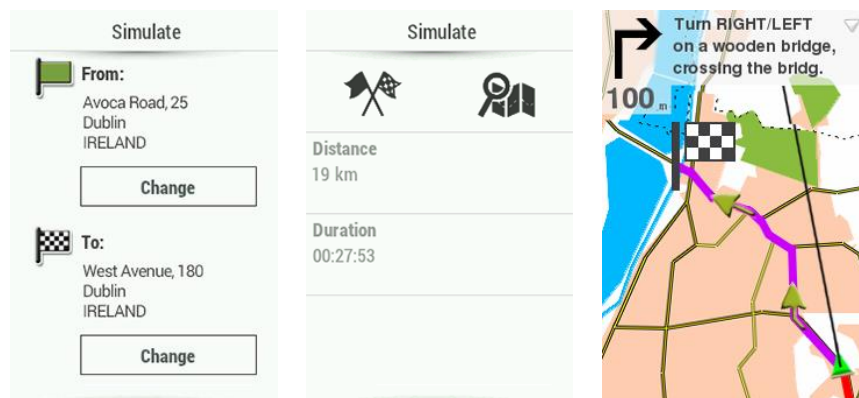 Simulate
From:
Avoca Road, 25
Dublin
IRELAND
Change
To:
West Avenue, 180
Dublin
IRELAND
Change
Simulate
Distance
19 km
Duration
00:27:53
Turn RIGHT/LEFT
on a wooden bridge,
crossing the bridg.
100 m